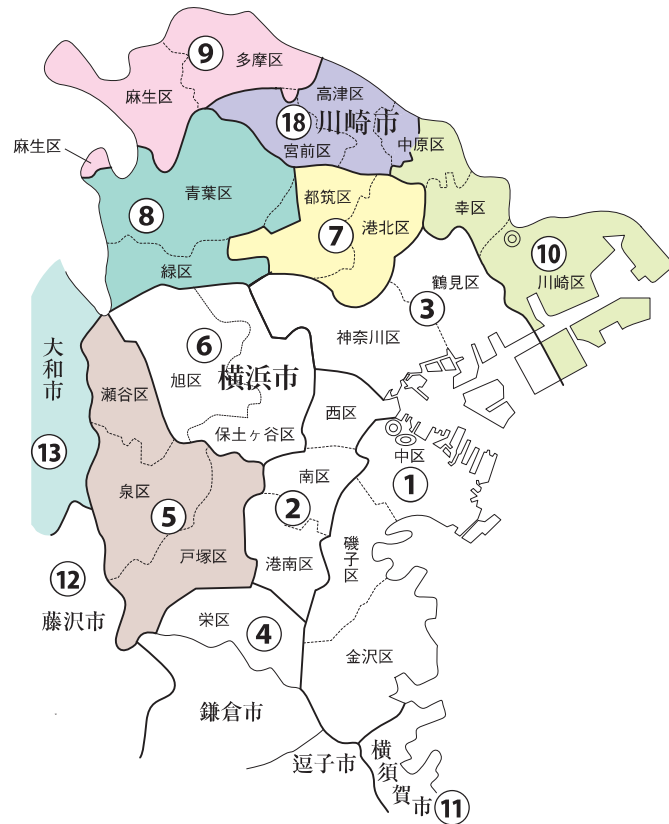 9
多摩区
麻生区
高津区
18
川崎市
中原区
麻生区
宮前区
青葉区
都筑区
幸区
8
7
港北区
10
緑区
鶴見区
川崎区
3
大和市
6
神奈川区
旭区
横浜市
瀬谷区
西区
保土ヶ谷区
13
中区
南区
1
泉区
5
2
戸塚区
港南区
磯子区
12
藤沢市
栄区
4
金沢区
鎌倉市
逗子市
横須賀市
11